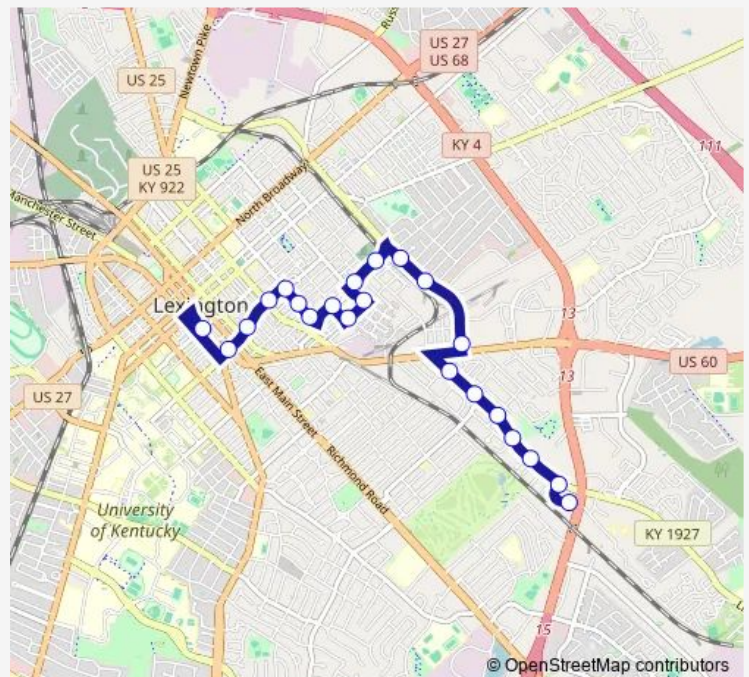 Rus
US 27
US 68
US 25
Newtown Pike
KY 4
111
US 25
KY 922
North Broadway
Manchester Street
Lexington
13
US 60
13
US 27
East Main Street
Richmond Road
University
of Kentucky
KY 1927
15
© OpenStreetMap contributors